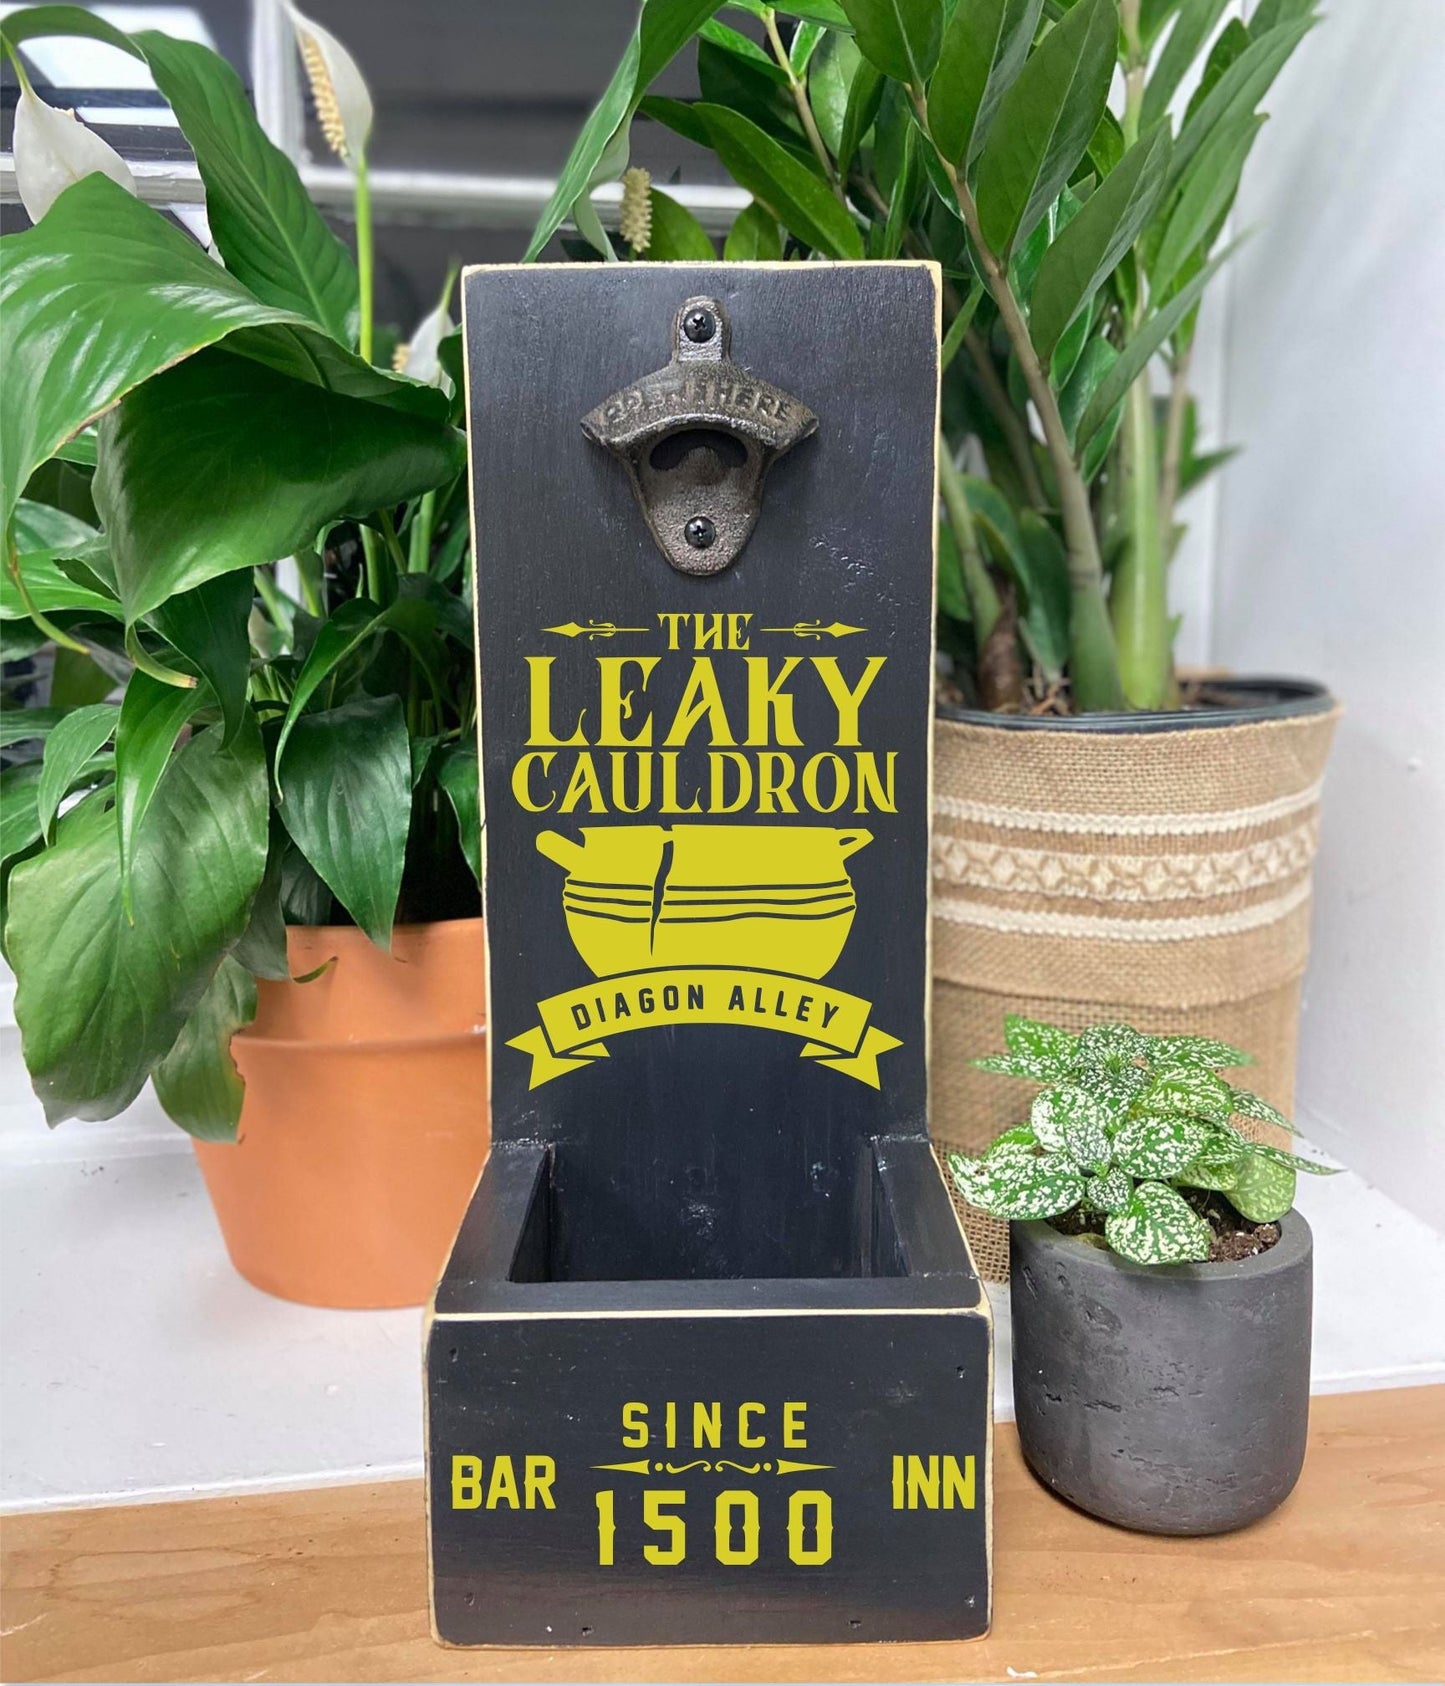 OPEN HERE
THE
LEAKY
CAULDRON
DIAGON ALLEY
SINCE
BAR INN
1500